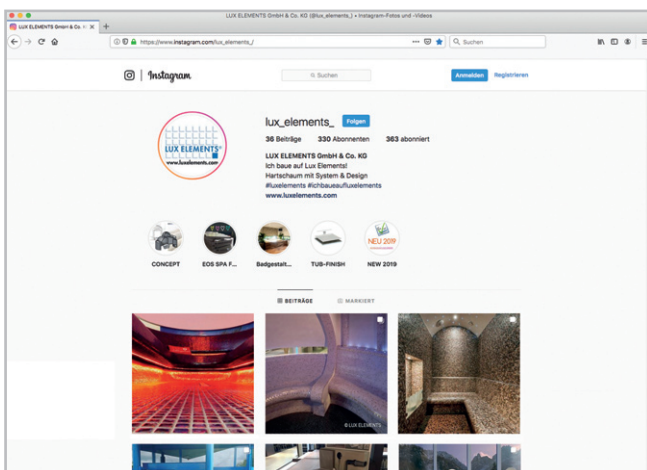 LUX ELEMENTS GmbH & Co. KG (@lux_elements_) • Instagram-Fotos und -Videos
LUX ELEMENTS GmbH & Co. K
https://www.instagram.com/lux_elements_/
Suchen
Instagram
Suchen
Anmelden
Registrieren
lux_elements_
Folgen
36 Beiträge 330 Abonnenten 363 abonniert
LUX ELEMENTS GmbH & Co. KG
Ich baue auf Lux Elements!
Hartschaum mit System & Design
#luxelements #ichbaueaufluxelements
www.luxelements.com
LUX ELEMENTS®
www.luxelements.com
NEU 2019
CONCEPT
EOS SPA F...
Badgestalt...
TUB-FINISH
NEW 2019
BEITRÄGE
MARKIERT
© LUX ELEMENTS